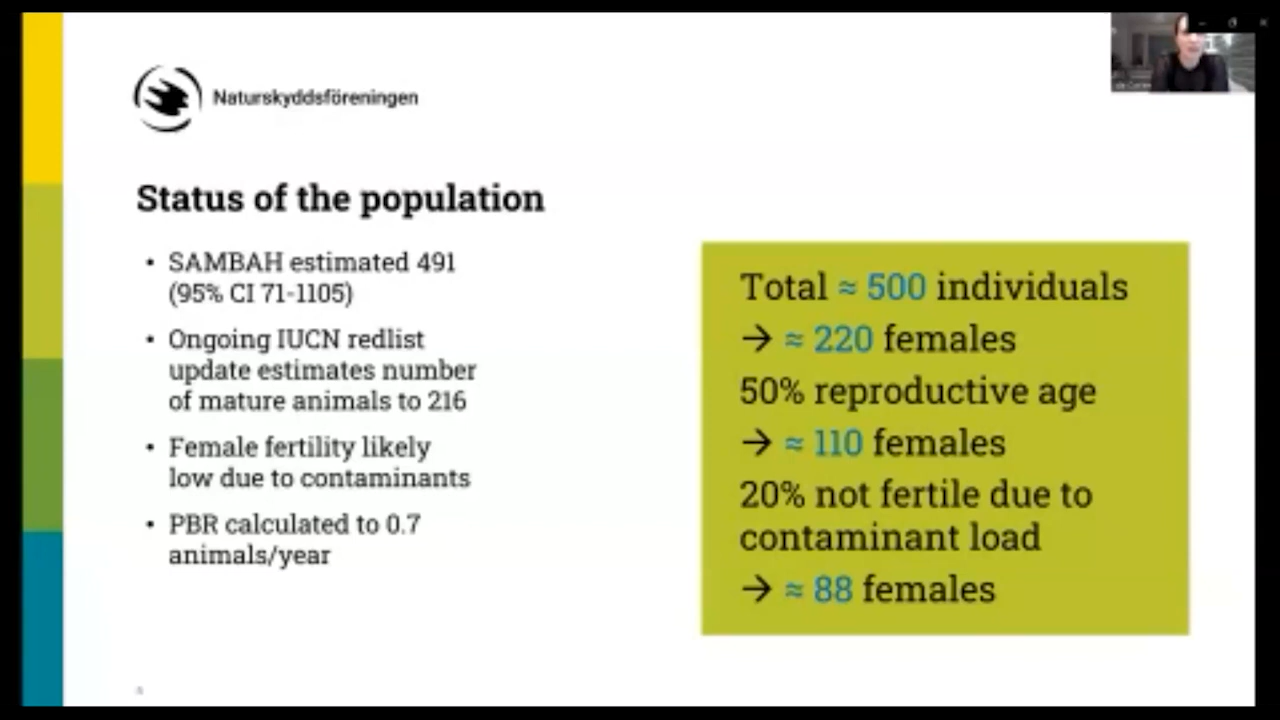 Naturskyddsföreningen
Status of the population
• SAMBAH estimated 491
(95% CI 71-1105)
• Ongoing IUCN redlist
update estimates number
of mature animals to 216
• Female fertility likely
low due to contaminants
• PBR calculated to 0.7
animals/year
Total ≈ 500 individuals
→ ≈ 220 females
50% reproductive age
→ ≈ 110 females
20% not fertile due to
contaminant load
→ ≈ 88 females